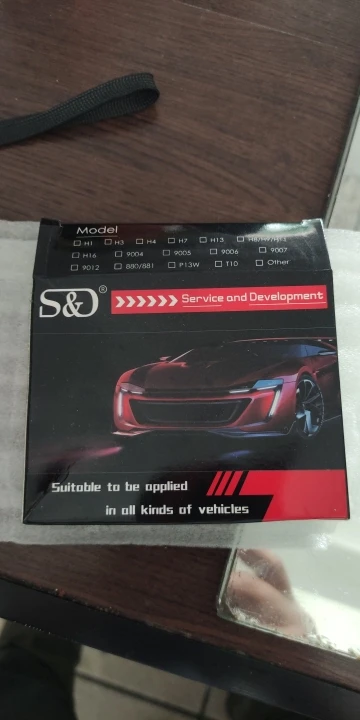 Model
☐ H1 ☐ H3 ☐ H4 ☐ H7 ☐ H13 ☐ H8/H9/H11
☐ H16 ☐ 9004 ☐ 9005 ☐ 9006 ☐ 9007
☐ 9012 ☐ 880/881 ☐ P13W ☐ T10 ☐ Other
S&D® Service and Development
Suitable to be applied
in all kinds of vehicles